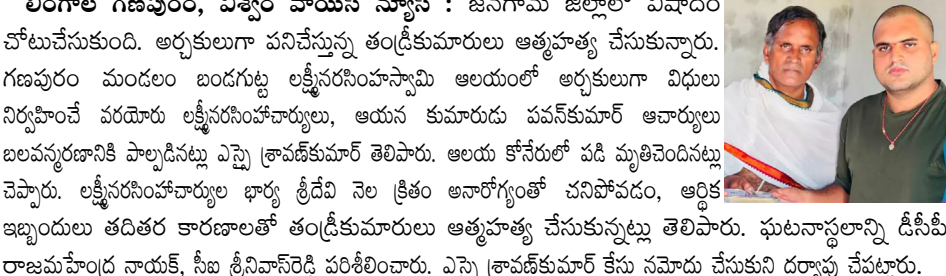 లింగాల గణపురం, విశ్వం వాయిస్ న్యూస్ : జనగామ జిల్లాలో విషాదం
చోటుచేసుకుంది. అర్చకులుగా పనిచేస్తున్న తండ్రీకుమారులు ఆత్మహత్య చేసుకున్నారు.
గణపురం మండలం బండగుట్ట లక్ష్మీనరసింహస్వామి ఆలయంలో అర్చకులుగా విధులు
నిర్వహించే వరయోరు లక్ష్మీనరసింహాచార్యులు, ఆయన కుమారుడు పవన్‌కుమార్ ఆచార్యులు
బలవన్మరణానికి పాల్పడినట్లు ఎస్సై శ్రావణ్‌కుమార్ తెలిపారు. ఆలయ కోనేరులో పడి మృతిచెందినట్లు
చెప్పారు. లక్ష్మీనరసింహాచార్యుల భార్య శ్రీదేవి నెల క్రితం అనారోగ్యంతో చనిపోవడం, ఆర్థిక
ఇబ్బందులు తదితర కారణాలతో తండ్రీకుమారులు ఆత్మహత్య చేసుకున్నట్లు తెలిపారు. ఘటనాస్థలాన్ని డీసీపీ
రాజమహేంద్ర నాయక్, సీఐ శ్రీనివాస్‌రెడ్డి పరిశీలించారు. ఎస్సై శ్రావణ్‌కుమార్ కేసు నమోదు చేసుకుని దర్యాప్తు చేపట్టారు.